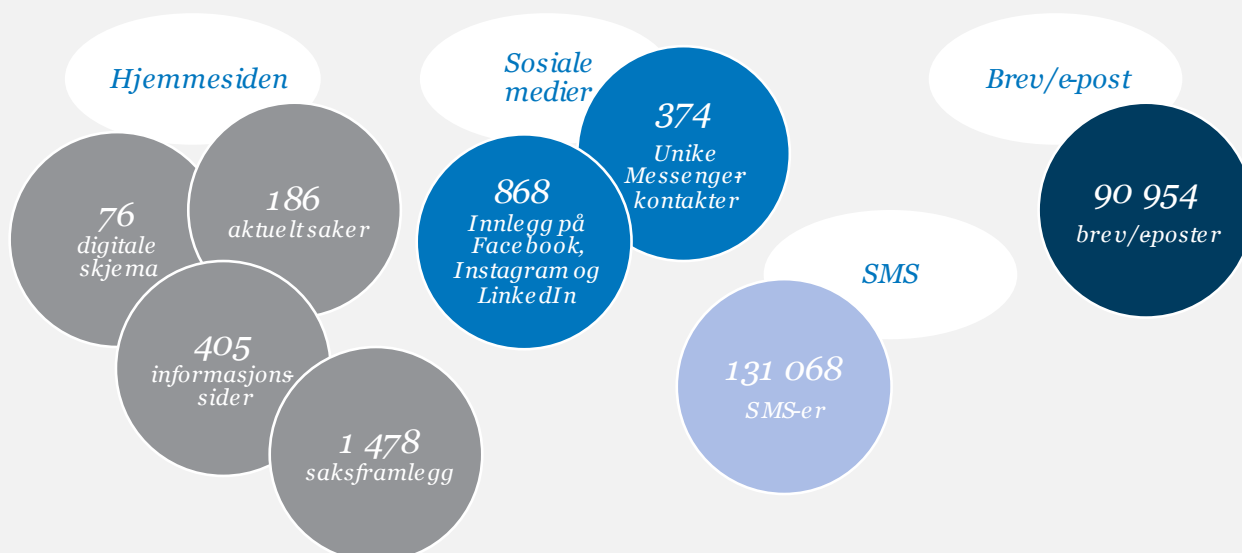 Hjemmesiden
76
digitale
skjema
186
aktuelt saker
405
informasjons-
sider
1 478
saksframlegg
Sosiale
medier
868
Innlegg på
Facebook,
Instagram og
LinkedIn
374
Unike
Messenger-
kontakter
SMS
131 068
SMS-er
Brev/e-post
90 954
brev/eposter